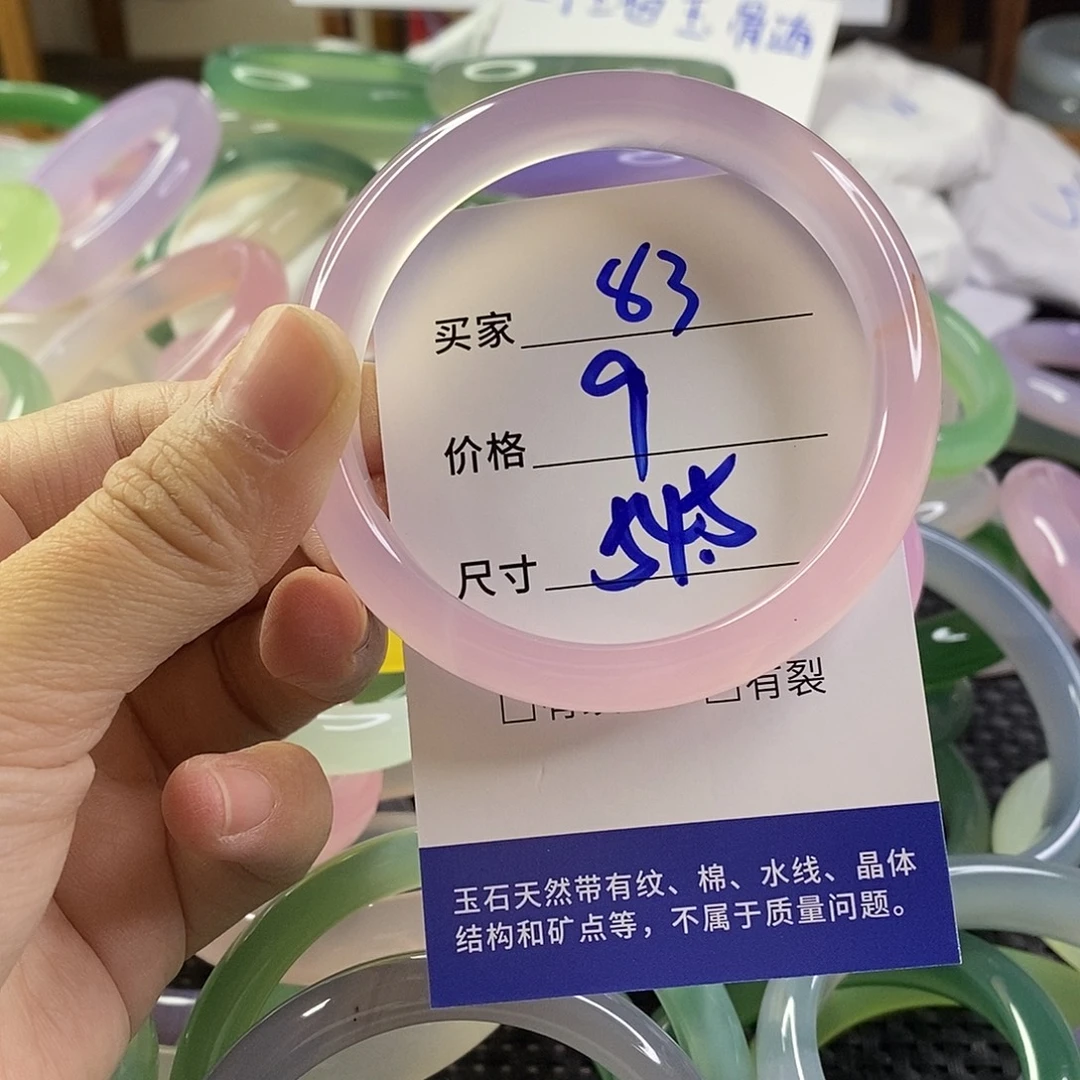 买家 83
价格 9
尺寸 54.5
有裂
玉石天然带有纹、棉、水线、晶体
结构和矿点等，不属于质量问题。